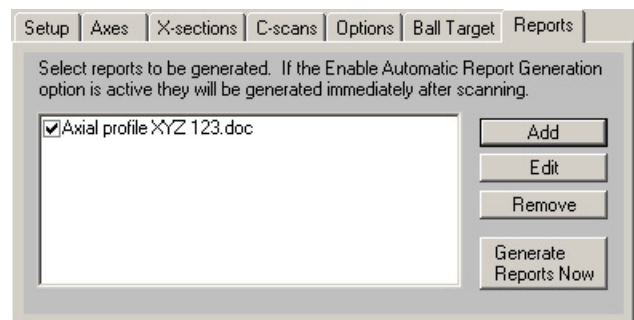 Setup Axes X-sections C-scans Options Ball Target Reports
Select reports to be generated. If the Enable Automatic Report Generation
option is active they will be generated immediately after scanning.
Axial profile XYZ 123.doc
Add
Edit
Remove
Generate
Reports Now